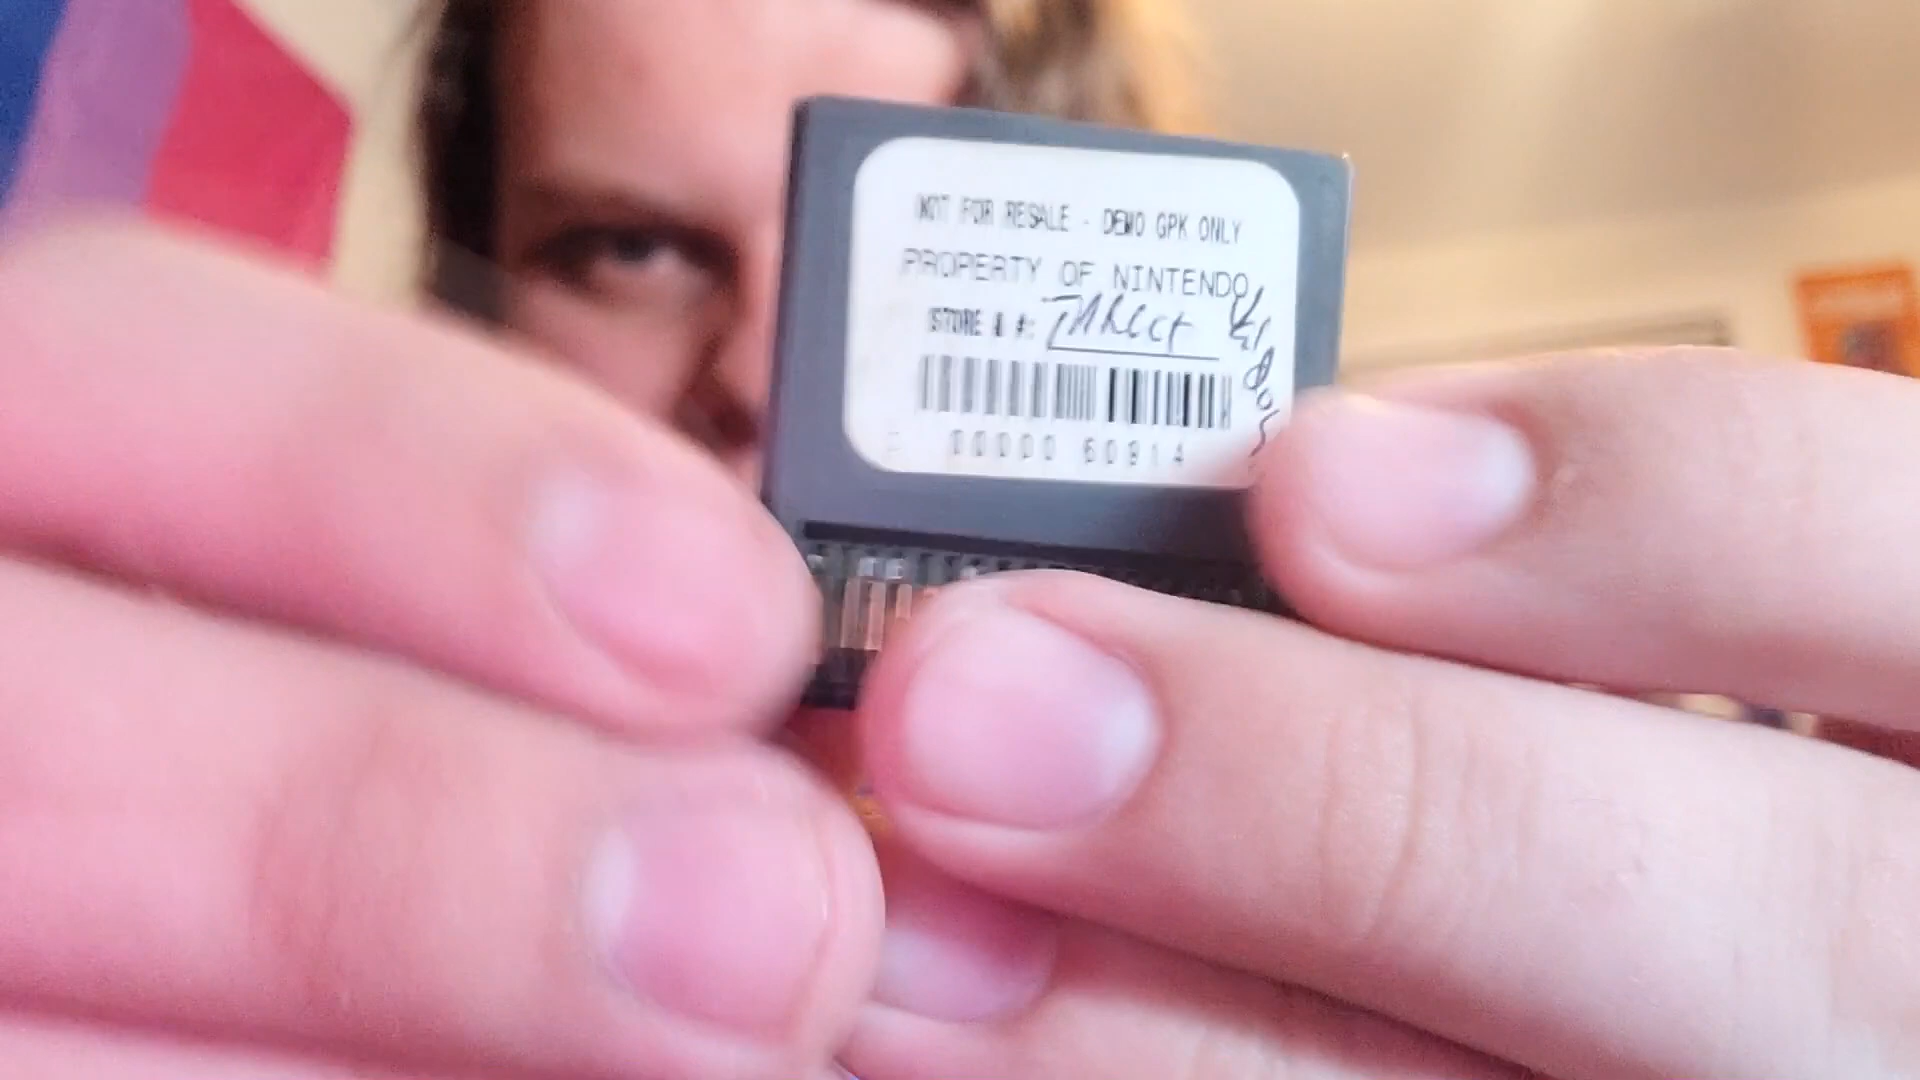 NOT FOR RESALE - DEMO GPK ONLY
PROPERTY OF NINTENDO
STORE & #: TARGET
00000 60914